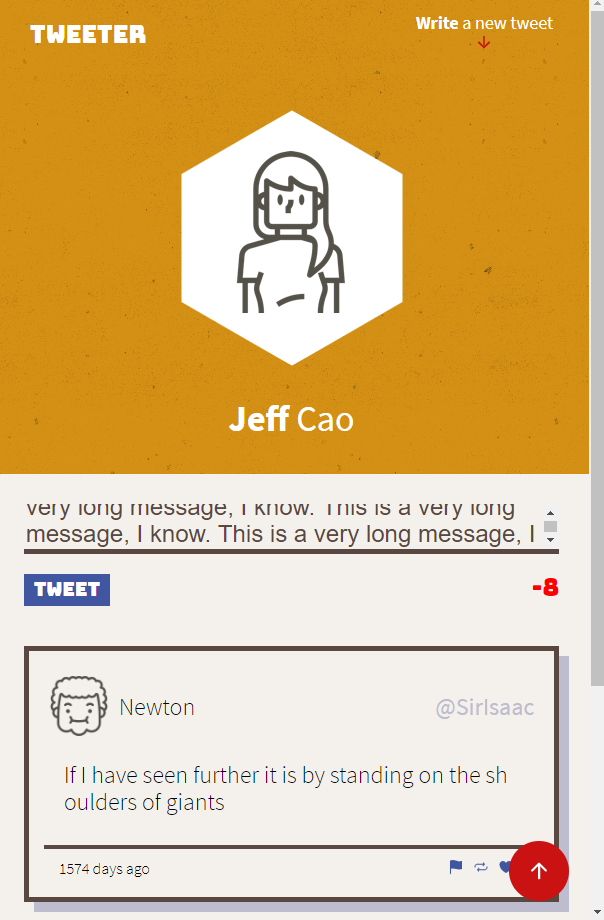 TWEETER
Write a new tweet
Jeff Cao
very long message, I know. This is a very long
message, I know. This is a very long message, I
TWEET
-8
Newton
@SirIsaac
If I have seen further it is by standing on the sh
oulders of giants
1574 days ago